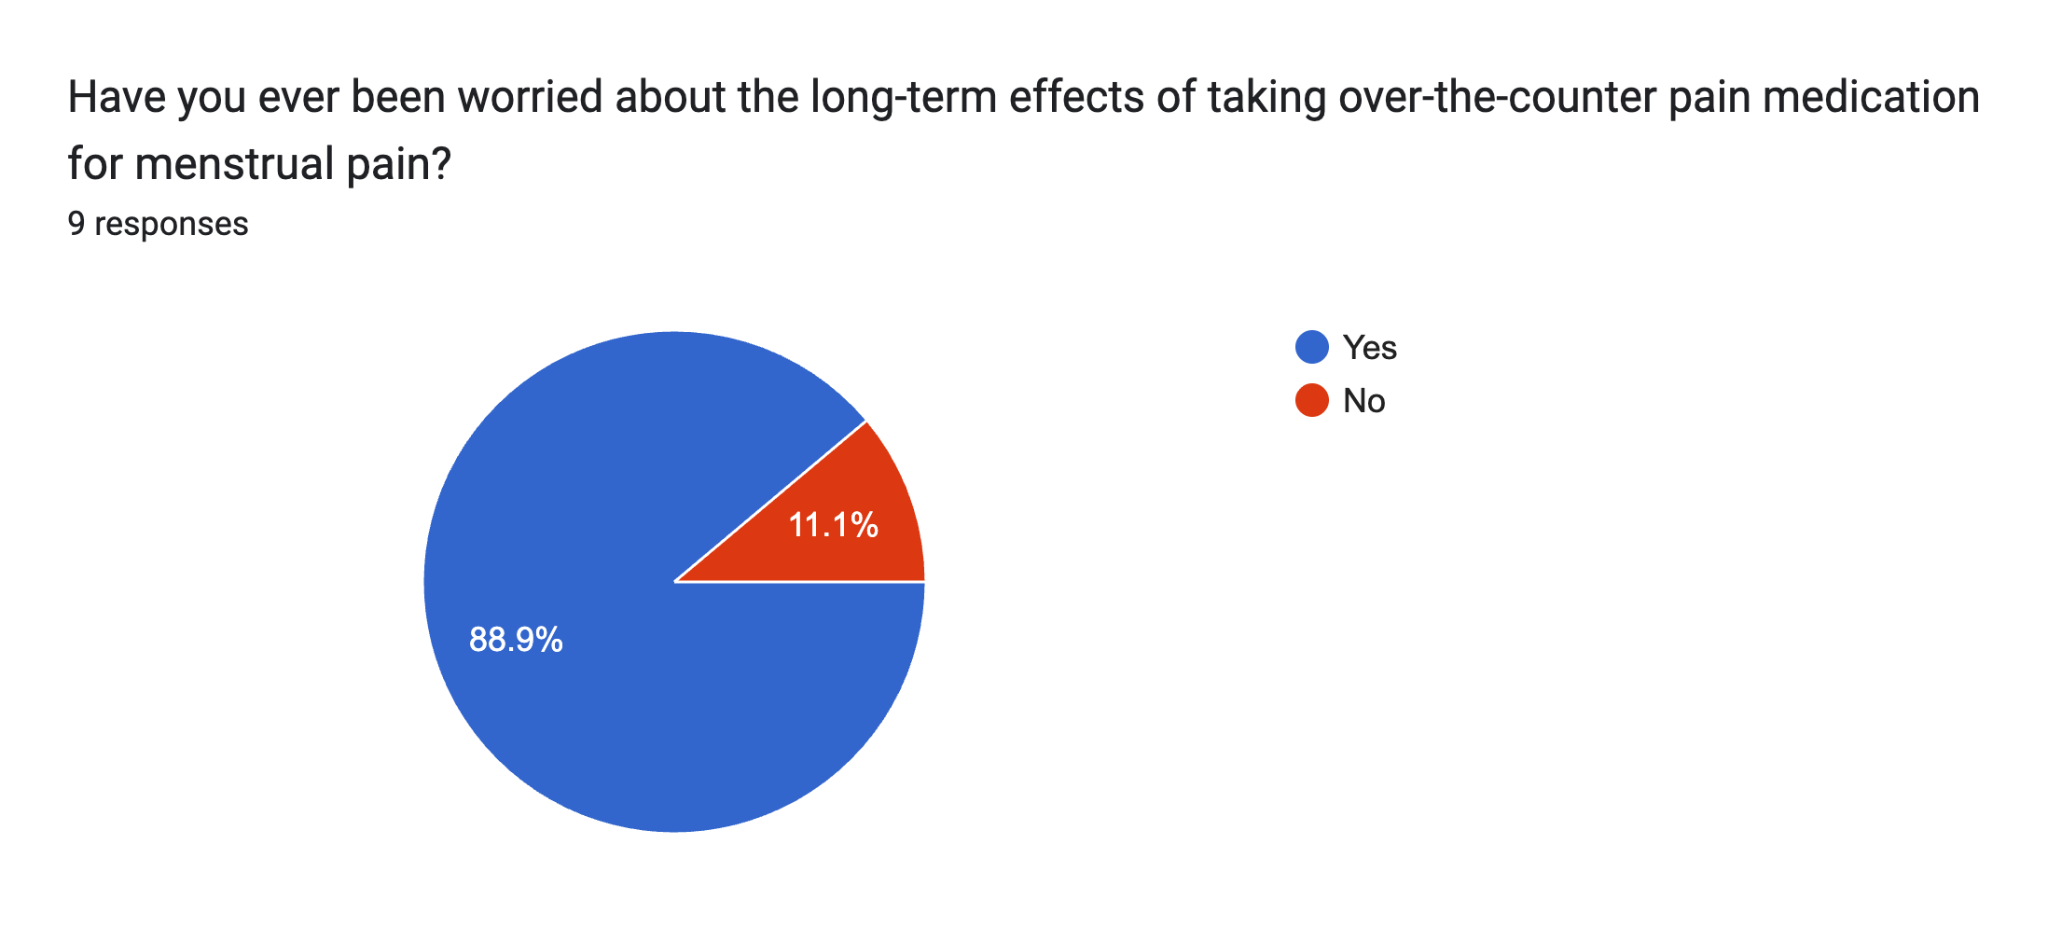 Have you ever been worried about the long-term effects of taking over-the-counter pain medication
for menstrual pain?
9 responses
Yes
No
11.1%
88.9%